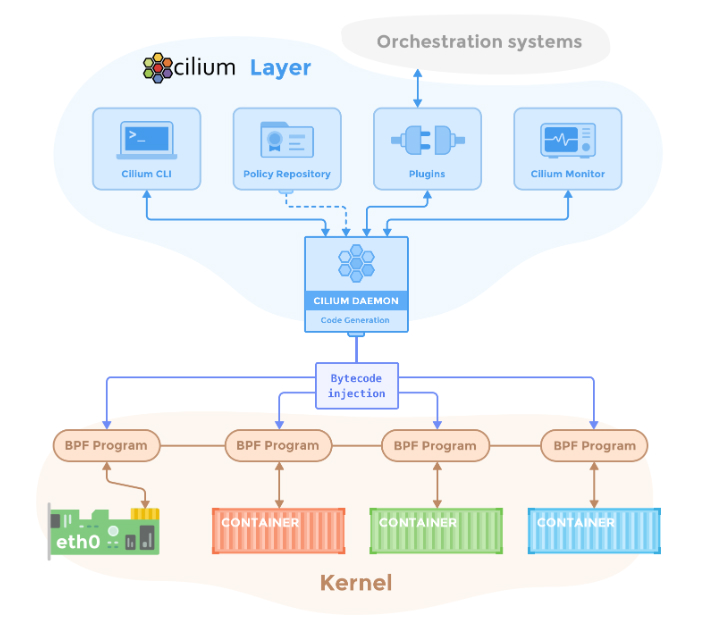 Orchestration systems
cilium Layer
>_
Cilium CLI
Policy Repository
Plugins
Cilium Monitor
CILIUM DAEMON
Code Generation
Bytecode
injection
BPF Program
BPF Program
BPF Program
BPF Program
eth0
CONTAINER
CONTAINER
CONTAINER
Kernel